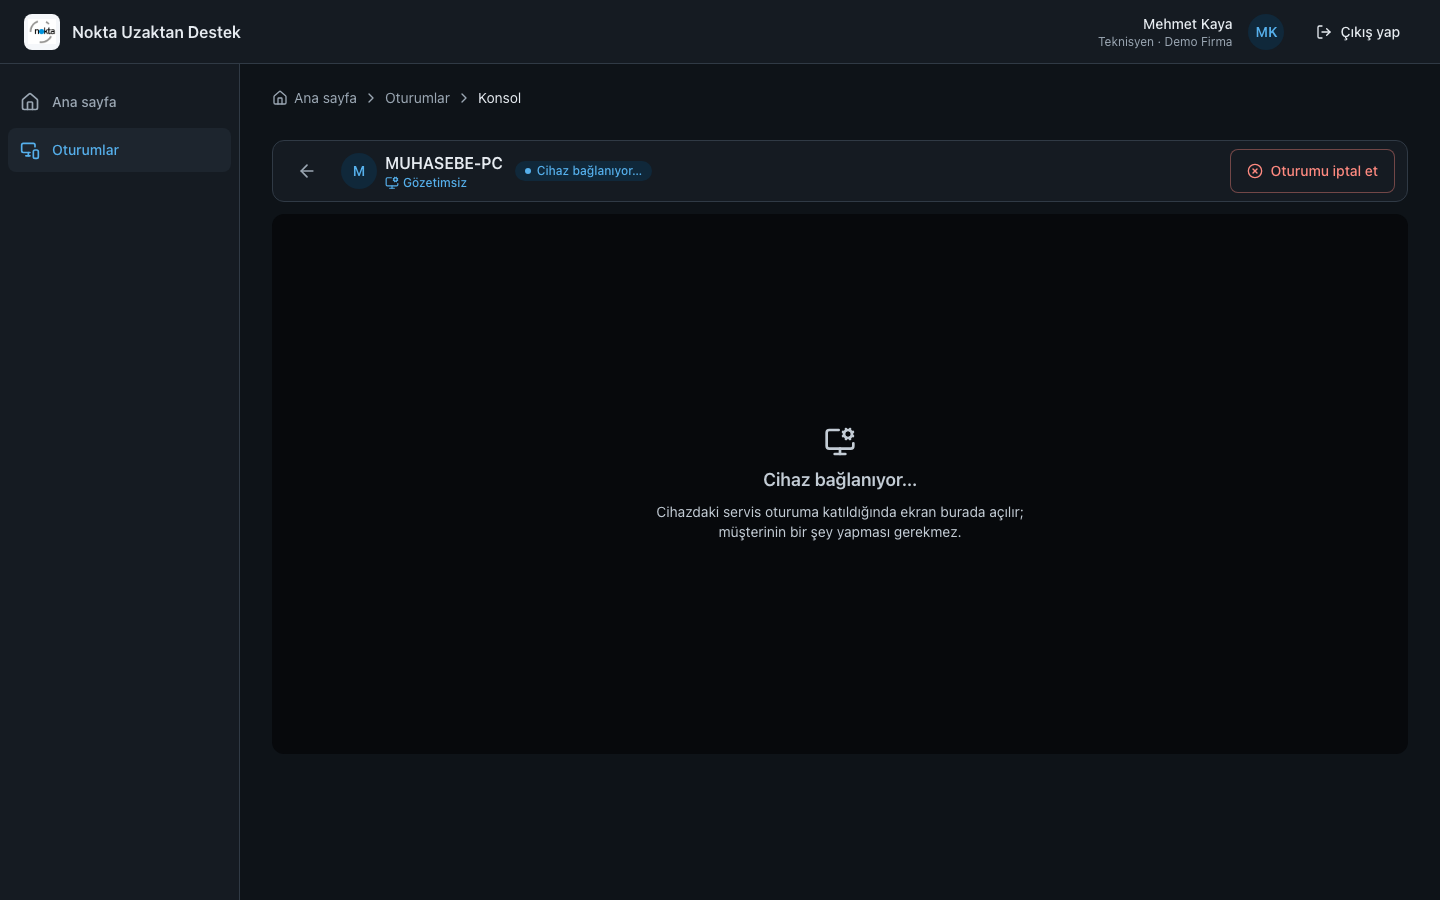 nokta
Nokta Uzaktan Destek
Mehmet Kaya
Teknisyen · Demo Firma
MK
Çıkış yap
Ana sayfa
Oturumlar
Ana sayfa
Oturumlar
Konsol
M
MUHASEBE-PC
Gözetimsiz
Cihaz bağlanıyor...
Oturumu iptal et
Cihaz bağlanıyor...
Cihazdaki servis oturuma katıldığında ekran burada açılır;
müşterinin bir şey yapması gerekmez.